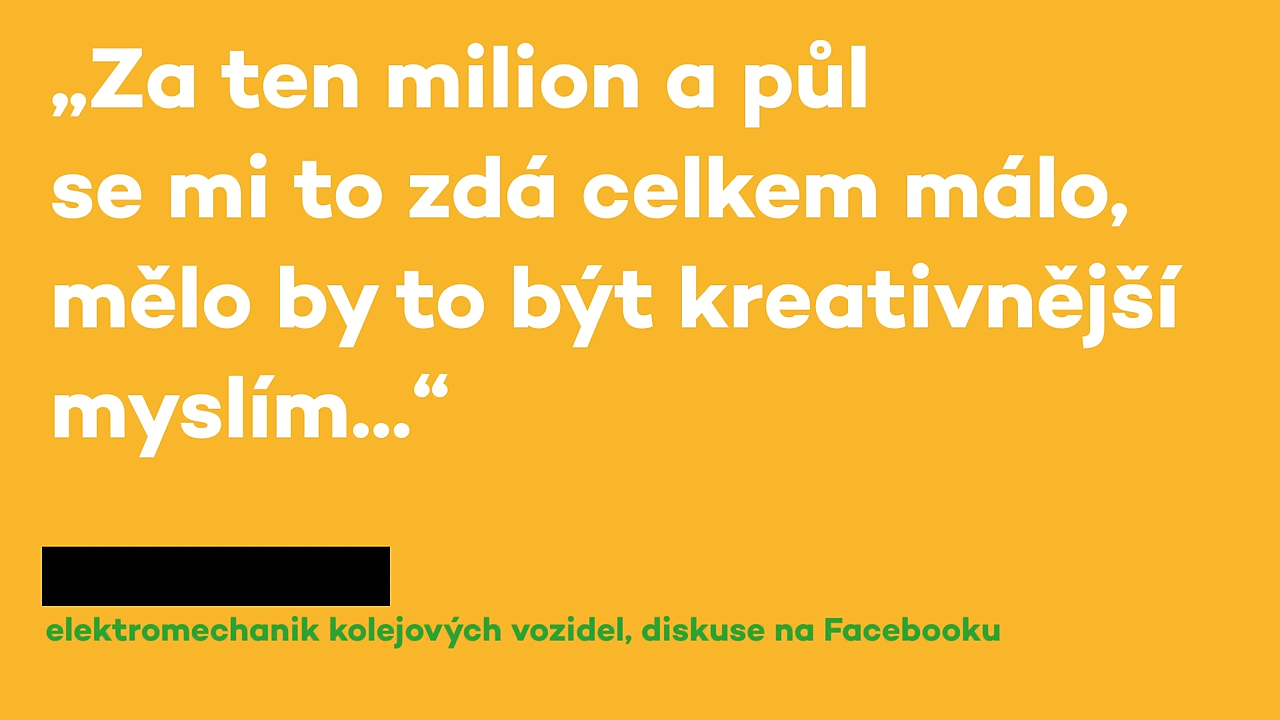 „Za ten milion a půl
se mi to zdá celkem málo,
mělo by to být kreativnější
myslím...“
elektromechanik kolejových vozidel, diskuse na Facebooku